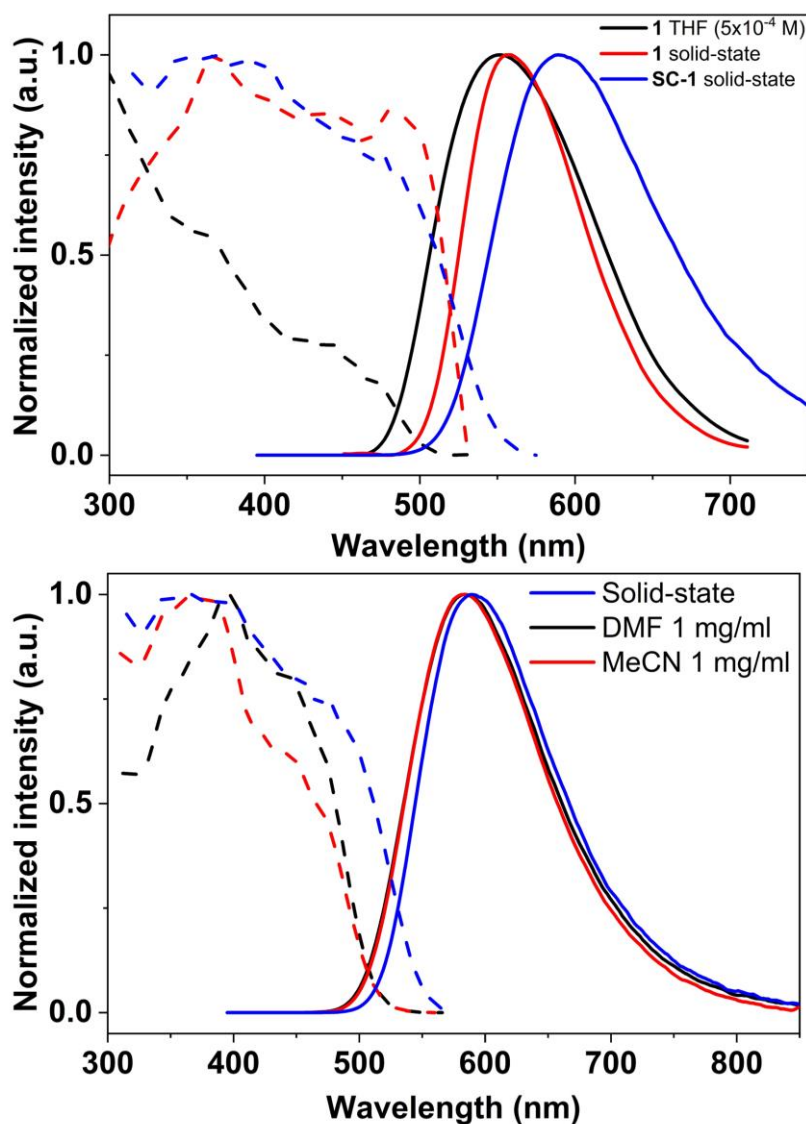 1 THF (5x10⁻⁴ M)
1 solid-state
SC-1 solid-state
Normalized intensity (a.u.)
1.0
0.5
0.0
300 400 500 600 700
Wavelength (nm)
Solid-state
DMF 1 mg/ml
MeCN 1 mg/ml
Normalized intensity (a.u.)
1.0
0.5
0.0
300 400 500 600 700 800
Wavelength (nm)